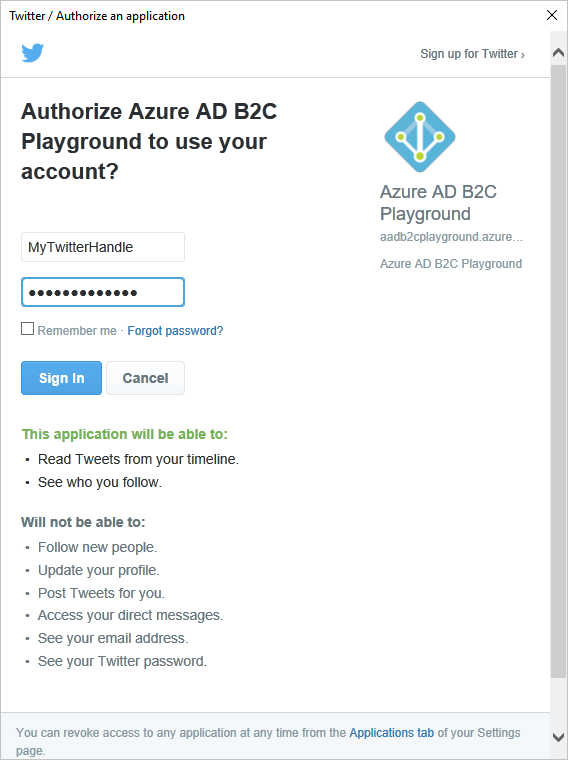 Twitter / Authorize an application
Sign up for Twitter ›
Authorize Azure AD B2C
Playground to use your
account?
Azure AD B2C
Playground
aadb2cplayground.azure...
Azure AD B2C Playground
MyTwitterHandle
●●●●●●●●●●●●●
Remember me · Forgot password?
Sign In
Cancel
This application will be able to:
• Read Tweets from your timeline.
• See who you follow.
Will not be able to:
• Follow new people.
• Update your profile.
• Post Tweets for you.
• Access your direct messages.
• See your email address.
• See your Twitter password.
You can revoke access to any application at any time from the Applications tab of your Settings
page.